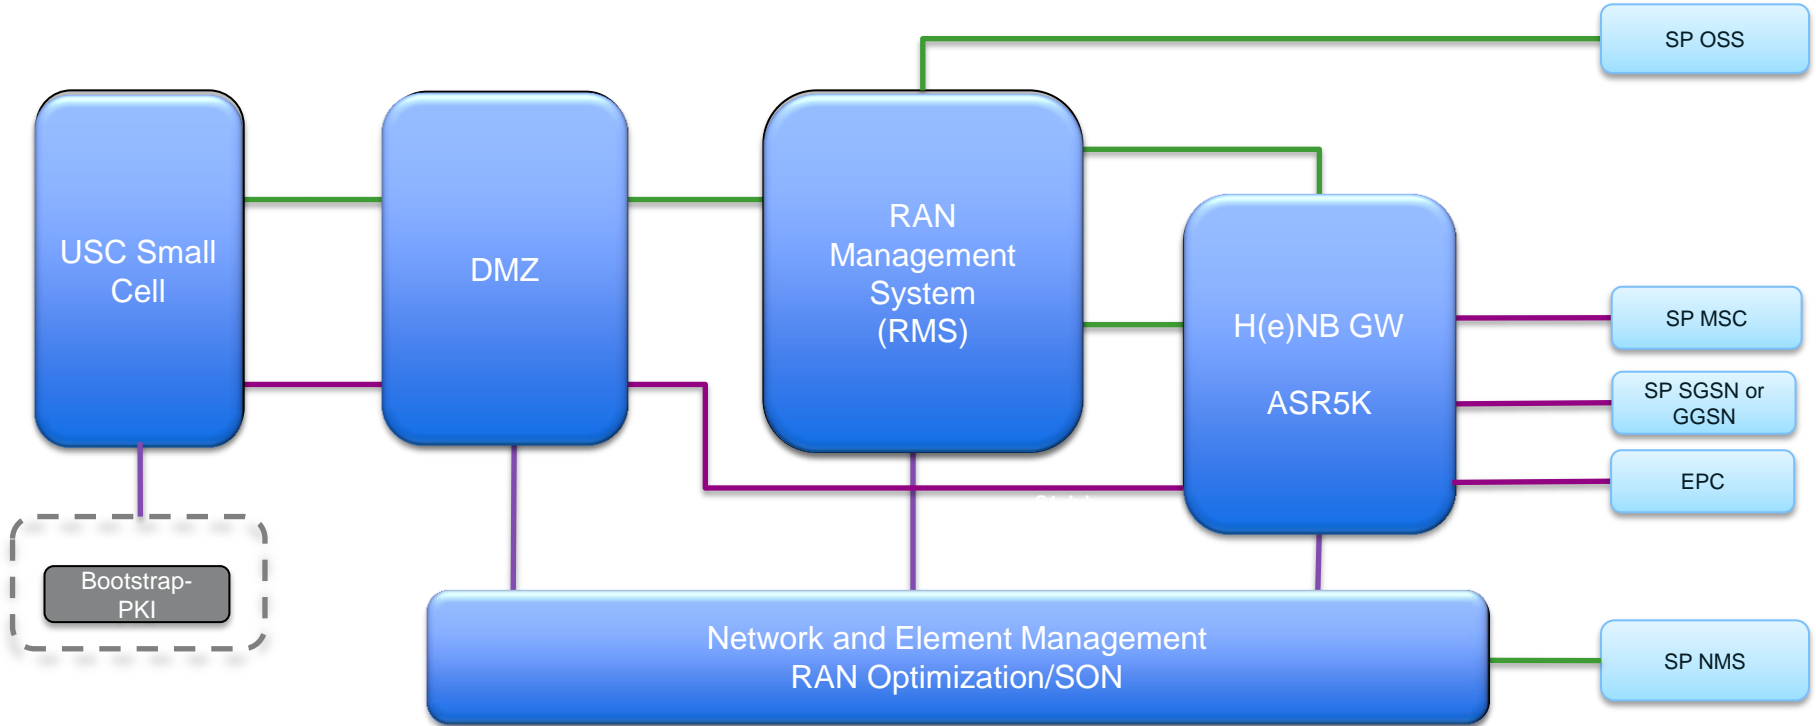 SP OSS
USC Small
Cell
DMZ
RAN
Management
System
(RMS)
H(e)NB GW
ASR5K
SP MSC
SP SGSN or
GGSN
EPC
Bootstrap-
PKI
Network and Element Management
RAN Optimization/SON
SP NMS